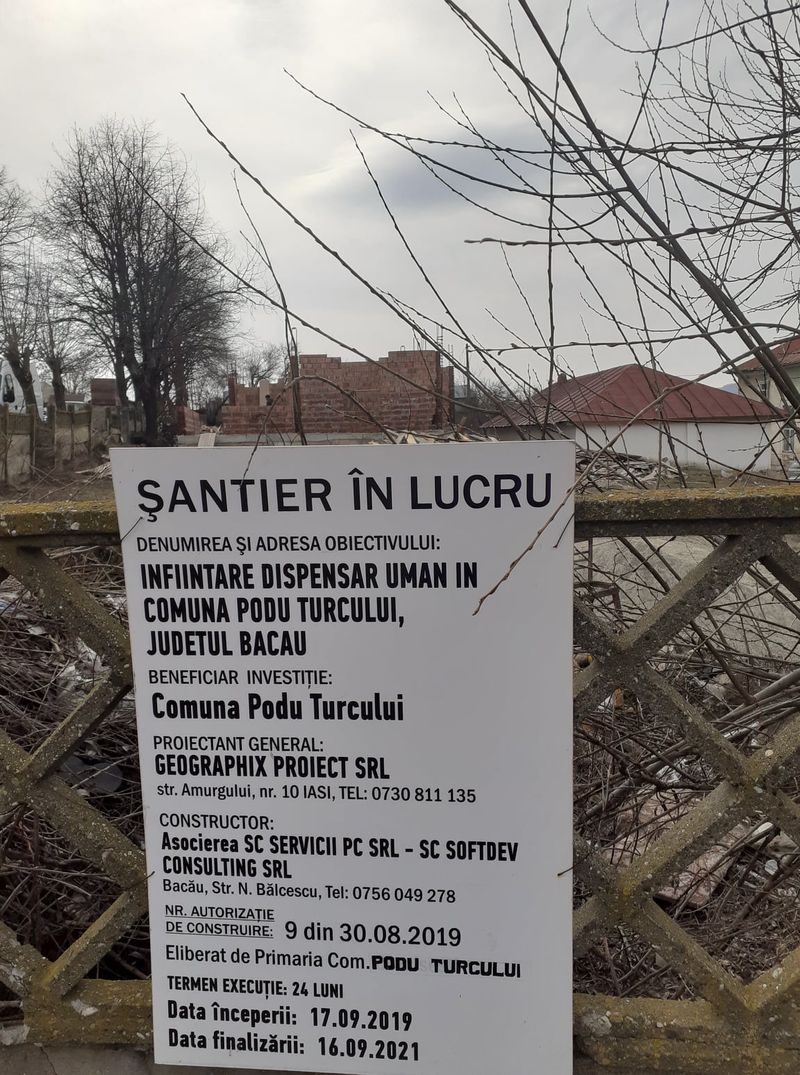 ŞANTIER ÎN LUCRU
DENUMIREA ŞI ADRESA OBIECTIVULUI:
INFIINTARE DISPENSAR UMAN IN
COMUNA PODU TURCULUI,
JUDETUL BACAU
BENEFICIAR INVESTIŢIE:
Comuna Podu Turcului
PROIECTANT GENERAL:
GEOGRAPHIX PROIECT SRL
str. Amurgului, nr. 10 IASI, TEL: 0730 811 135
CONSTRUCTOR:
Asocierea SC SERVICII PC SRL - SC SOFTDEV
CONSULTING SRL
Bacău, Str. N. Bălcescu, Tel: 0756 049 278
NR. AUTORIZAŢIE
DE CONSTRUIRE: 9 din 30.08.2019
Eliberat de Primaria Com. PODU TURCULUI
TERMEN EXECUŢIE: 24 LUNI
Data începerii: 17.09.2019
Data finalizării: 16.09.2021